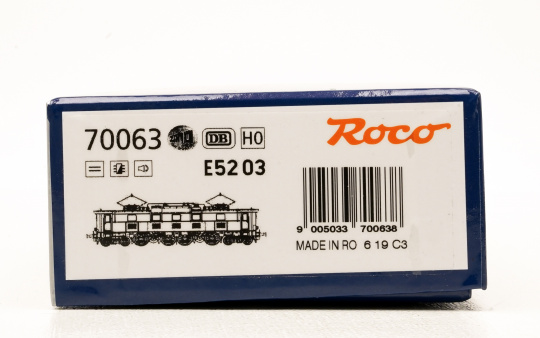 70063 DB H0 Roco
E52 03
9 005033 700638
MADE IN RO 6 19 C3